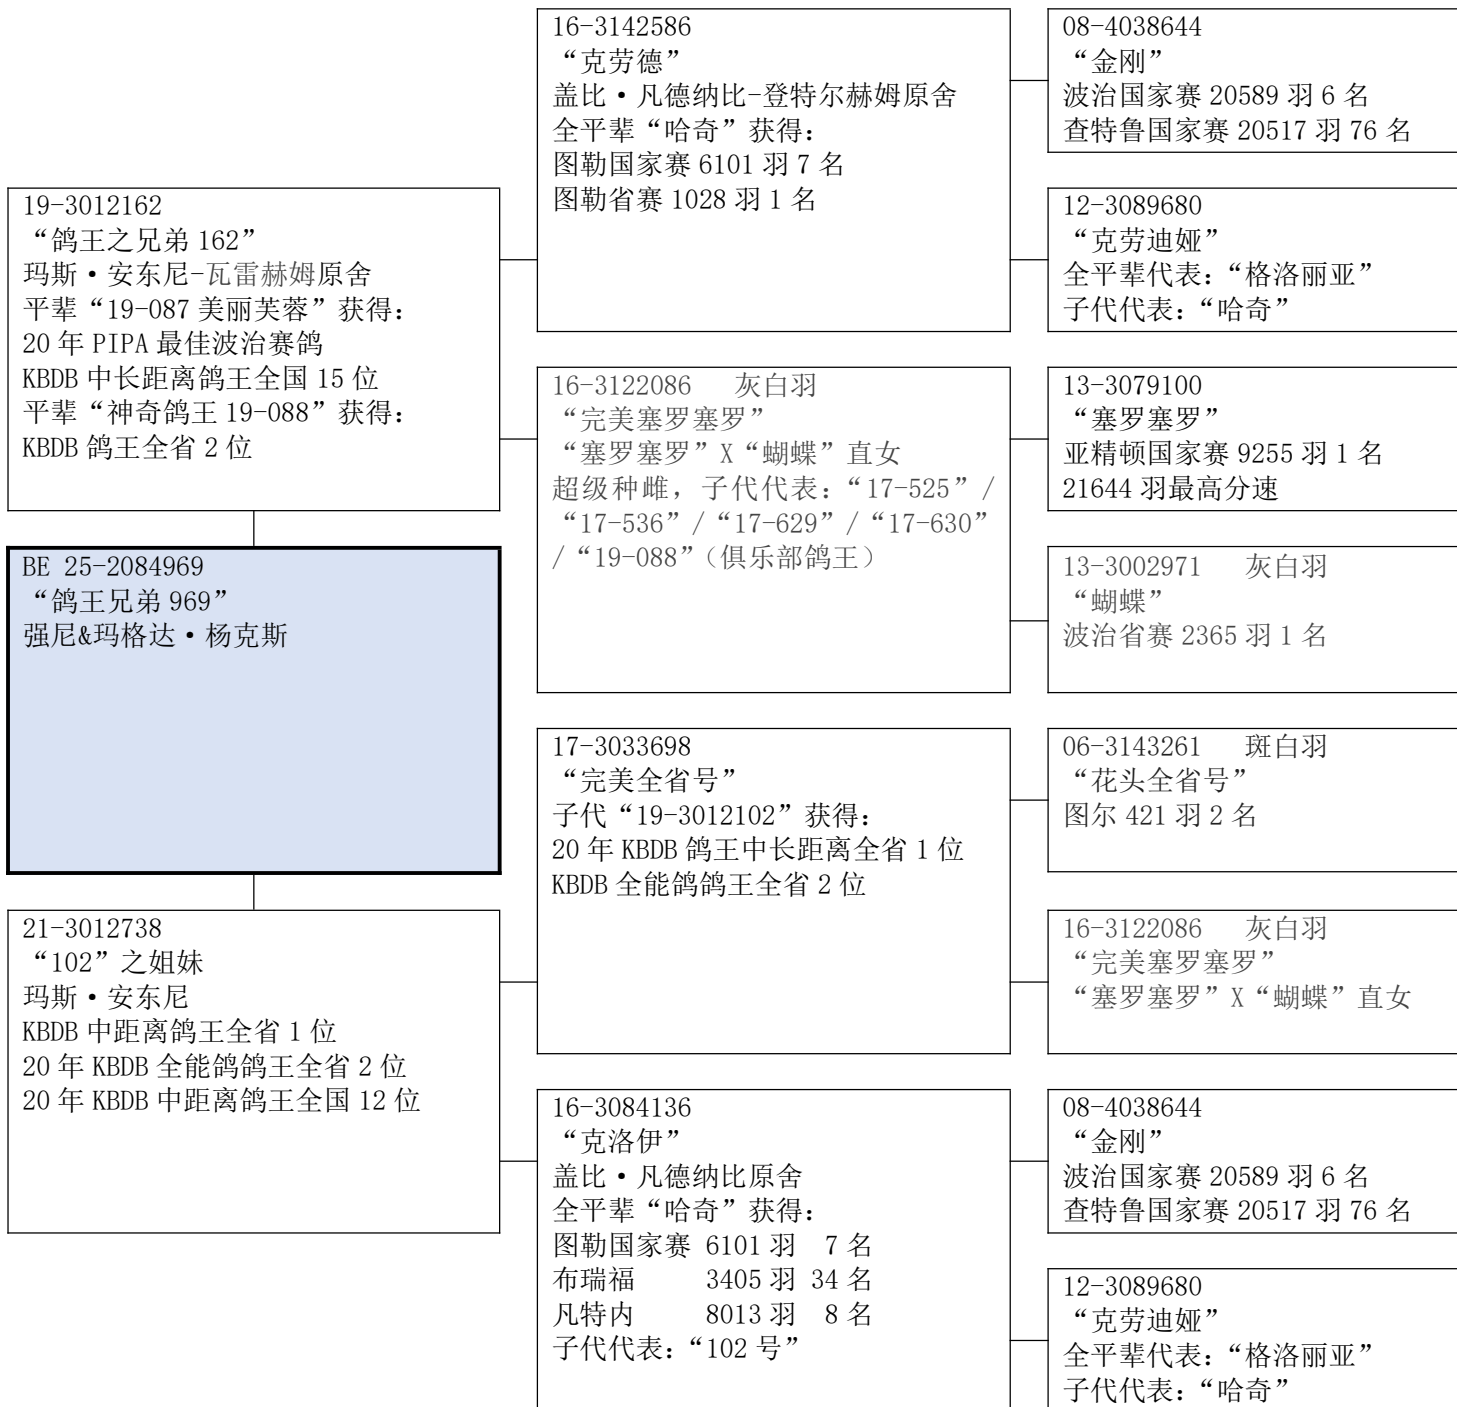 19-3012162
“鸽王之兄弟 162”
玛斯•安东尼-瓦雷赫姆原舍
平辈“19-087 美丽芙蓉”获得：
20 年 PIPA 最佳波治赛鸽
KBDB 中长距离鸽王全国 15 位
平辈“神奇鸽王 19-088”获得：
KBDB 鸽王全省 2 位
BE 25-2084969
“鸽王兄弟 969”
强尼&玛格达•杨克斯
21-3012738
“102”之姐妹
玛斯•安东尼
KBDB 中距离鸽王全省 1 位
20 年 KBDB 全能鸽鸽王全省 2 位
20 年 KBDB 中距离鸽王全国 12 位
16-3142586
“克劳德”
盖比•凡德纳比-登特尔赫姆原舍
全平辈“哈奇”获得：
图勒国家赛 6101 羽 7 名
图勒省赛 1028 羽 1 名
16-3122086 灰白羽
“完美塞罗塞罗”
“塞罗塞罗”X“蝴蝶”直女
超级种雌，子代代表：“17-525”/
“17-536”/“17-629”/“17-630”
/“19-088”（俱乐部鸽王）
17-3033698
“完美全省号”
子代“19-3012102”获得：
20 年 KBDB 鸽王中长距离全省 1 位
KBDB 全能鸽鸽王全省 2 位
16-3084136
“克洛伊”
盖比•凡德纳比原舍
全平辈“哈奇”获得：
图勒国家赛 6101 羽 7 名
布瑞福 3405 羽 34 名
凡特内 8013 羽 8 名
子代代表：“102 号”
08-4038644
“金刚”
波治国家赛 20589 羽 6 名
查特鲁国家赛 20517 羽 76 名
12-3089680
“克劳迪娅”
全平辈代表：“格洛丽亚”
子代代表：“哈奇”
13-3079100
“塞罗塞罗”
亚精顿国家赛 9255 羽 1 名
21644 羽最高分速
13-3002971 灰白羽
“蝴蝶”
波治省赛 2365 羽 1 名
06-3143261 斑白羽
“花头全省号”
图尔 421 羽 2 名
16-3122086 灰白羽
“完美塞罗塞罗”
“塞罗塞罗”X“蝴蝶”直女
08-4038644
“金刚”
波治国家赛 20589 羽 6 名
查特鲁国家赛 20517 羽 76 名
12-3089680
“克劳迪娅”
全平辈代表：“格洛丽亚”
子代代表：“哈奇”